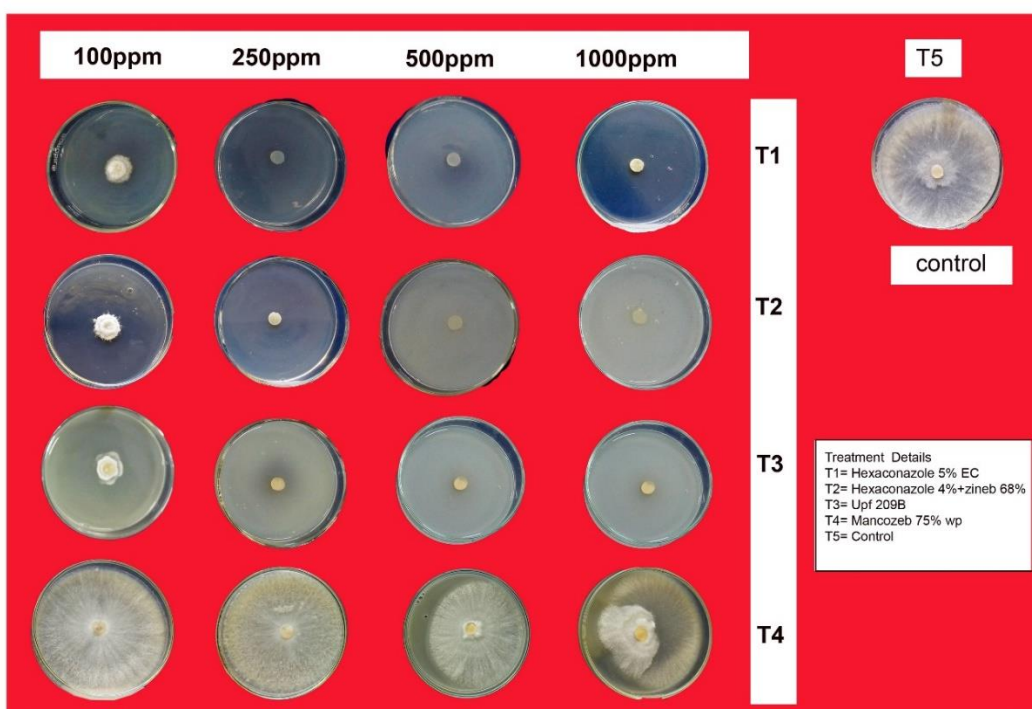 100ppm 250ppm 500ppm 1000ppm
T5
T1
control
T2
T3
Treatment Details
T1= Hexaconazole 5% EC
T2= Hexaconazole 4%+zineb 68%
T3= Upf 209B
T4= Mancozeb 75% wp
T5= Control
T4